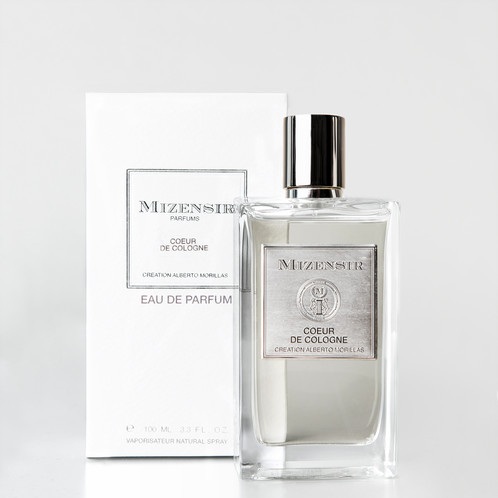 MIZENSIR
PARFUMS
COEUR
DE COLOGNE
CREATION ALBERTO MORILLAS
EAU DE PARFUM
e 100 ML 3.3 FL. OZ.
VAPORISATEUR NATURAL SPRAY
MIZENSIR
M
COEUR
DE COLOGNE
CREATION ALBERTO MORILLAS